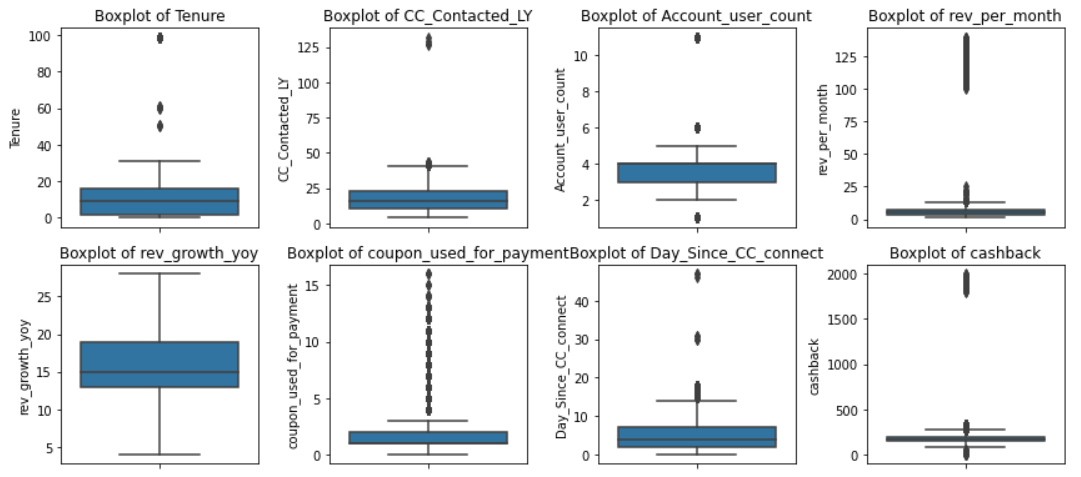 Boxplot of Tenure
Boxplot of CC_Contacted_LY
Boxplot of Account_user_count
Boxplot of rev_per_month
Tenure
100
80
60
40
20
0
CC_Contacted_LY
125
100
75
50
25
0
Account_user_count
10
8
6
4
2
rev_per_month
125
100
75
50
25
0
Boxplot of rev_growth_yoy
Boxplot of coupon_used_for_payment
Boxplot of Day_Since_CC_connect
Boxplot of cashback
rev_growth_yoy
25
20
15
10
5
coupon_used_for_payment
15
10
5
0
Day_Since_CC_connect
40
30
20
10
0
cashback
2000
1500
1000
500
0